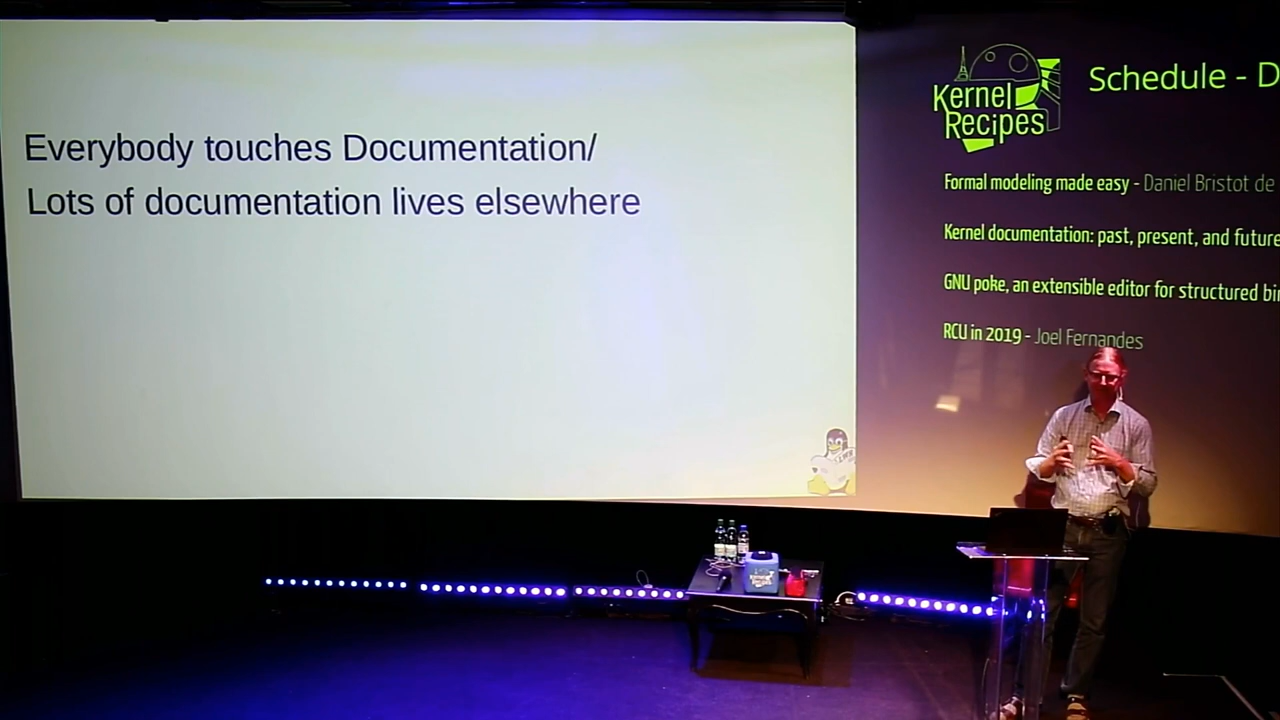 Everybody touches Documentation/
Lots of documentation lives elsewhere
Kernel
Recipes
Schedule - D
Formal modeling made easy - Daniel Bristot de
Kernel documentation: past, present, and future
GNU poke, an extensible editor for structured bi
RCU in 2019 - Joel Fernandes